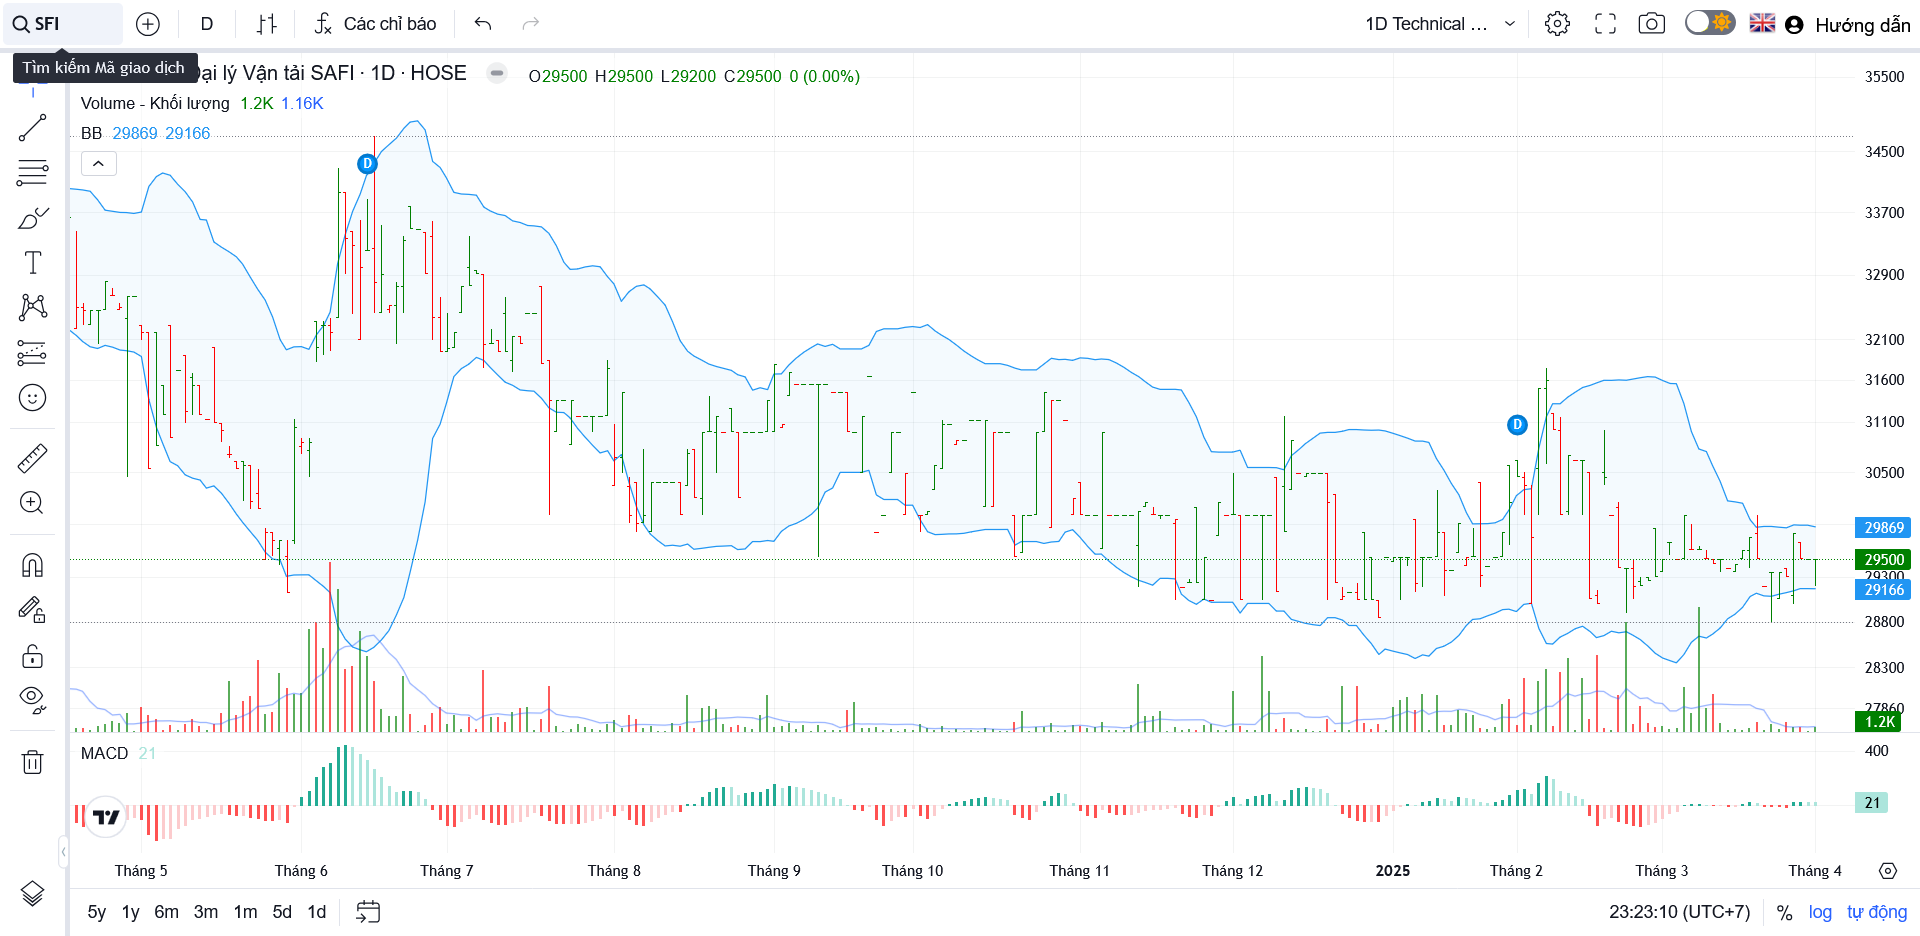 SFI
D
Các chỉ báo
1D Technical ...
Hướng dẫn
Tìm kiếm Mã giao dịch
Đại lý Vận tải SAFI · 1D · HOSE
O29500 H29500 L29200 C29500 0 (0.00%)
Volume - Khối lượng 1.2K 1.16K
BB 29869 29166
D
D
35500
34500
33700
32900
32100
31600
31100
30500
29869
29500
29300
29166
28800
28300
27860
1.2K
MACD 21
400
21
Tháng 5 Tháng 6 Tháng 7 Tháng 8 Tháng 9 Tháng 10 Tháng 11 Tháng 12 2025 Tháng 2 Tháng 3 Tháng 4
5y 1y 6m 3m 1m 5d 1d
23:23:10 (UTC+7) % log tự động